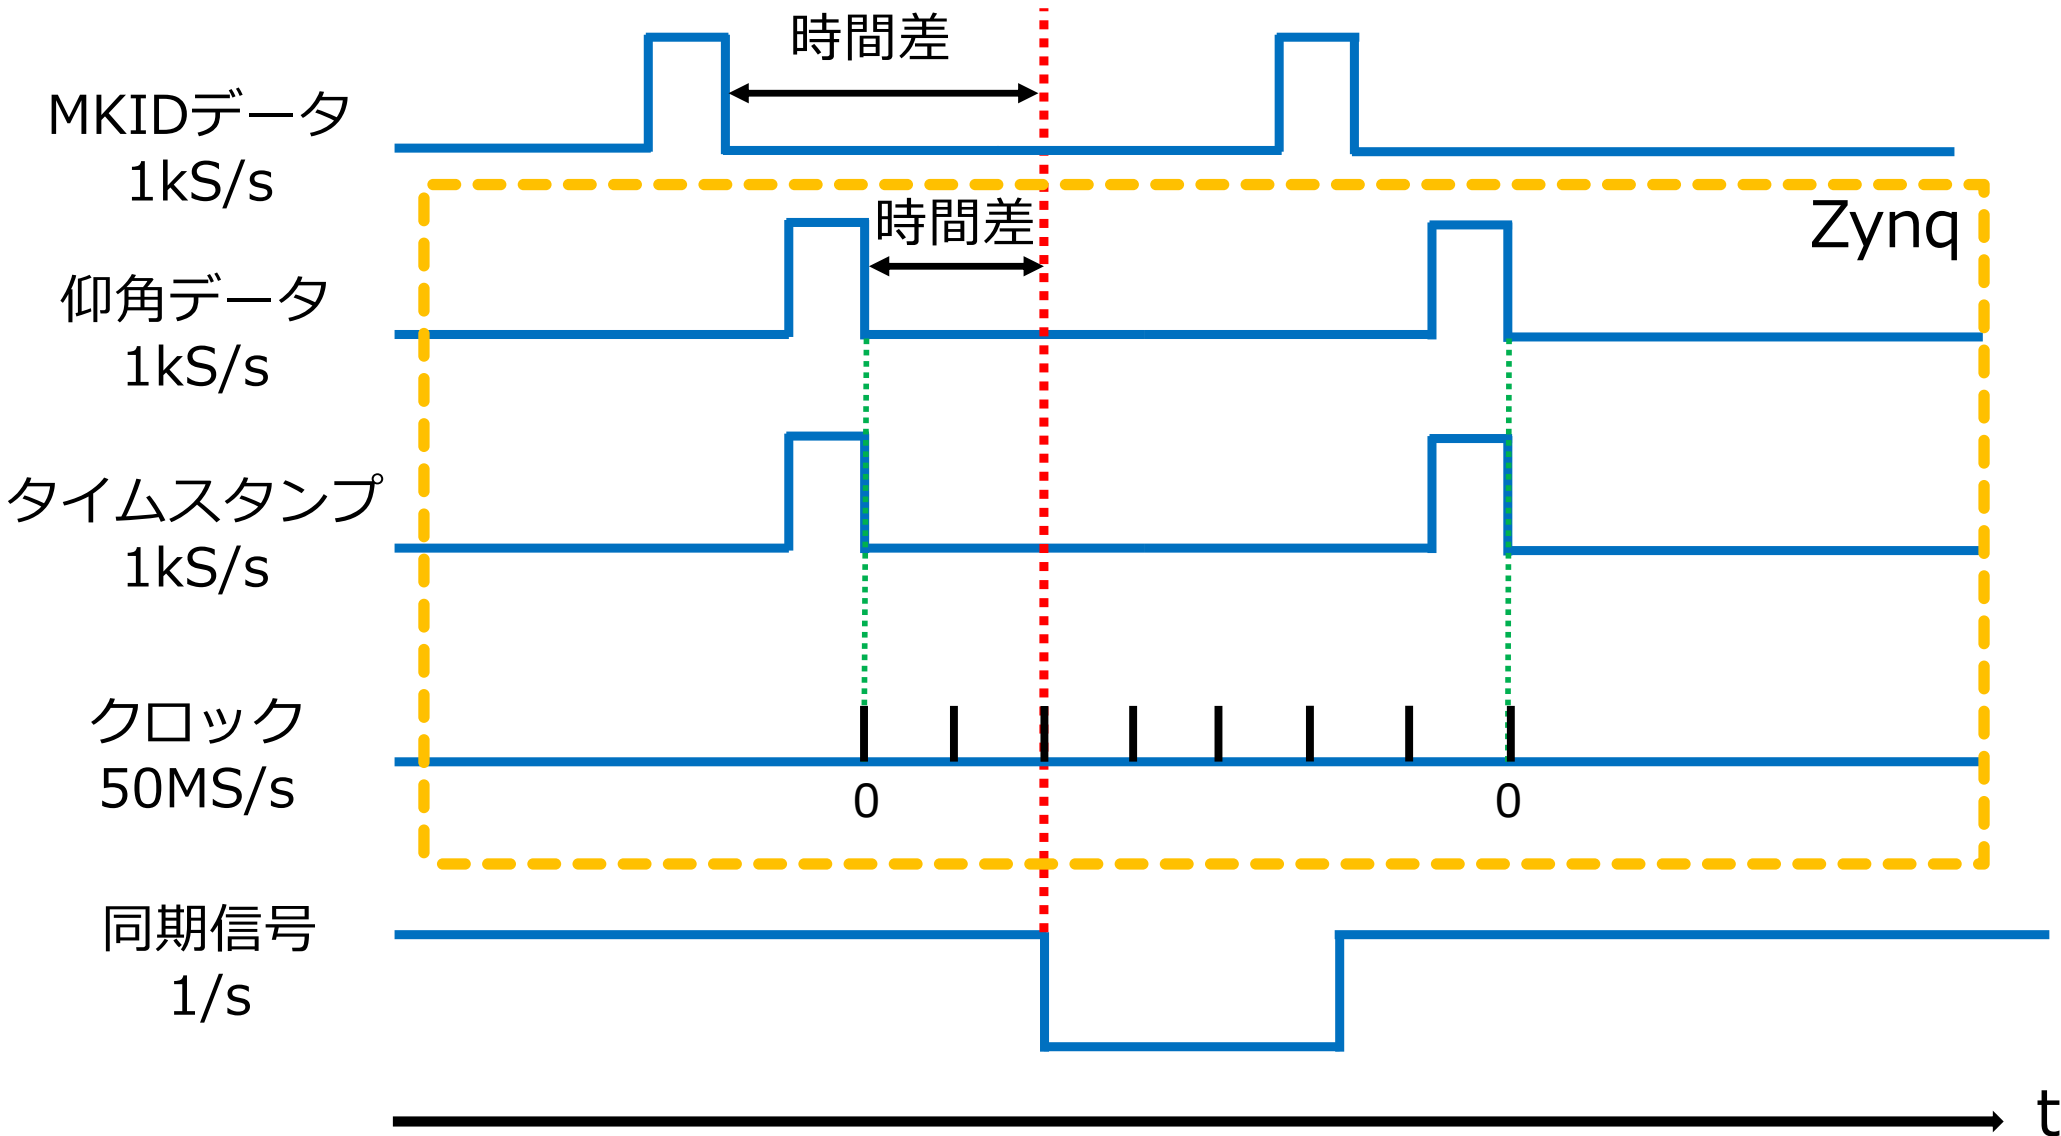 時間差
MKIDデータ
1kS/s
Zynq
時間差
仰角データ
1kS/s
タイムスタンプ
1kS/s
クロック
50MS/s
0
0
同期信号
1/s
t